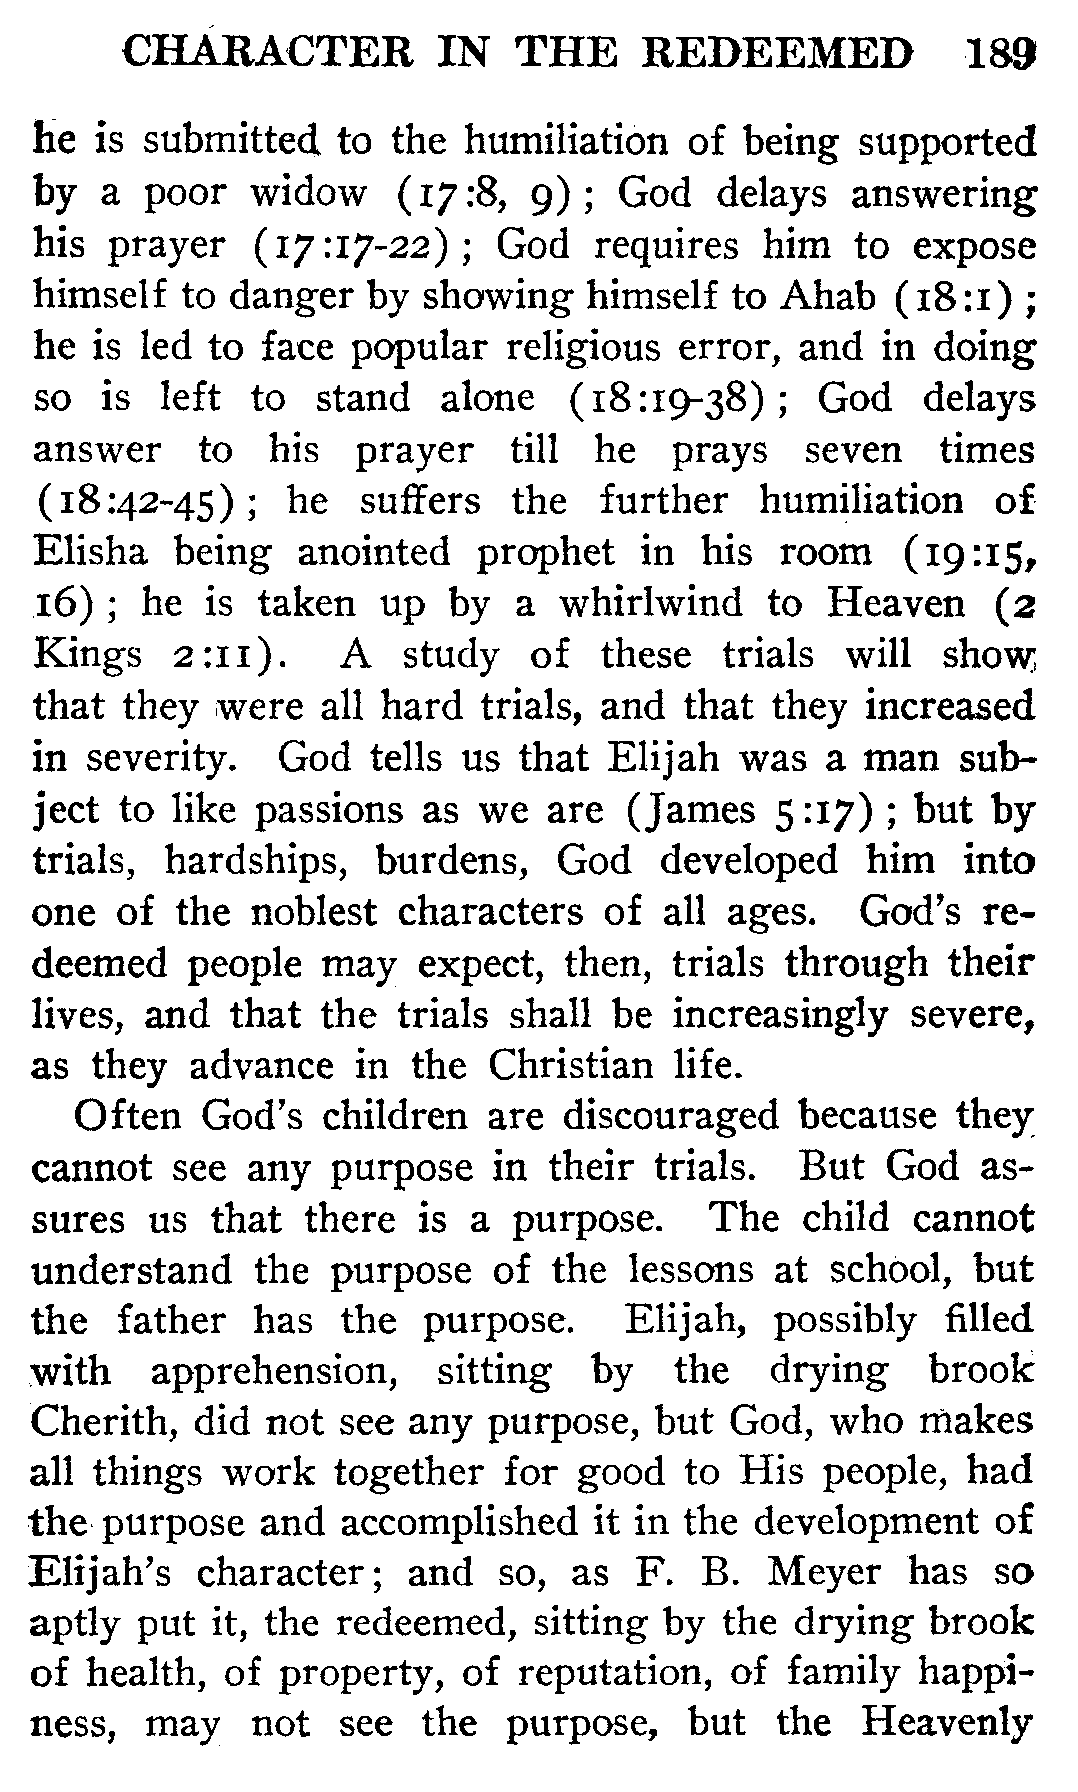 CHARACTER IN THE REDEEMED 189
he is submitted to the humiliation of being supported
by a poor widow (17:8, 9); God delays answering
his prayer (17:17-22); God requires him to expose
himself to danger by showing himself to Ahab (18:1);
he is led to face popular religious error, and in doing
so is left to stand alone (18:19-38); God delays
answer to his prayer till he prays seven times
(18:42-45); he suffers the further humiliation of
Elisha being anointed prophet in his room (19:15,
16); he is taken up by a whirlwind to Heaven (2
Kings 2:11). A study of these trials will show
that they were all hard trials, and that they increased
in severity. God tells us that Elijah was a man sub-
ject to like passions as we are (James 5:17); but by
trials, hardships, burdens, God developed him into
one of the noblest characters of all ages. God's re-
deemed people may expect, then, trials through their
lives, and that the trials shall be increasingly severe,
as they advance in the Christian life.
Often God's children are discouraged because they
cannot see any purpose in their trials. But God as-
sures us that there is a purpose. The child cannot
understand the purpose of the lessons at school, but
the father has the purpose. Elijah, possibly filled
with apprehension, sitting by the drying brook
Cherith, did not see any purpose, but God, who makes
all things work together for good to His people, had
the purpose and accomplished it in the development of
Elijah's character; and so, as F. B. Meyer has so
aptly put it, the redeemed, sitting by the drying brook
of health, of property, of reputation, of family happi-
ness, may not see the purpose, but the Heavenly